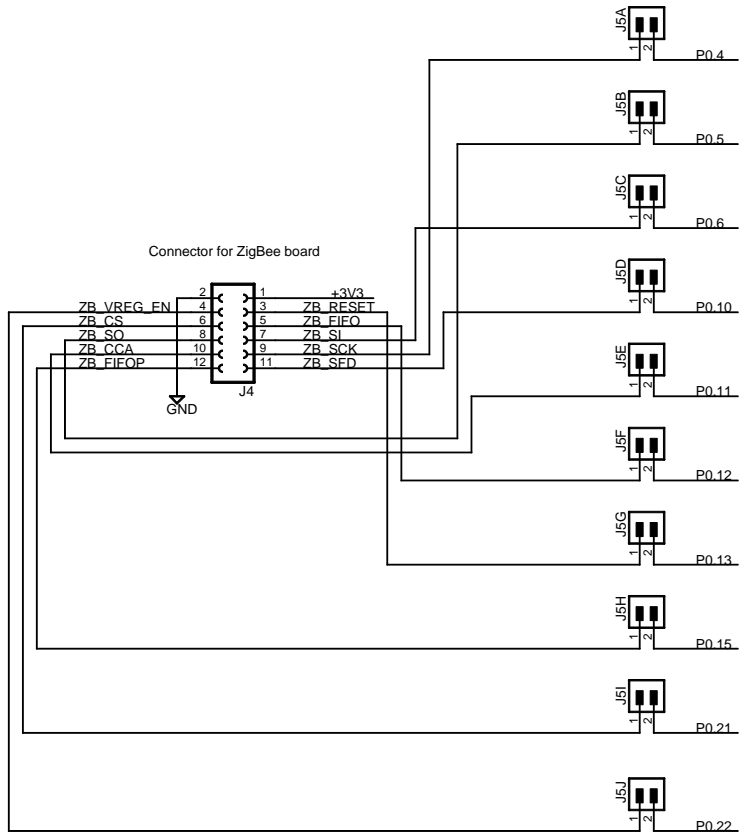 J5A
1 2 P0.4
J5B
1 2 P0.5
J5C
1 2 P0.6
Connector for ZigBee board
J5D
1 2 P0.10
2 1 +3V3
ZB_VREG_EN 4 3 ZB_RESET
ZB_CS 6 5 ZB_FIFO
ZB_SO 8 7 ZB_SI
ZB_CCA 10 9 ZB_SCK
ZB_FIFOP 12 11 ZB_SFD
J4
GND
J5E
1 2 P0.11
J5F
1 2 P0.12
J5G
1 2 P0.13
J5H
1 2 P0.15
J5I
1 2 P0.21
J5J
1 2 P0.22